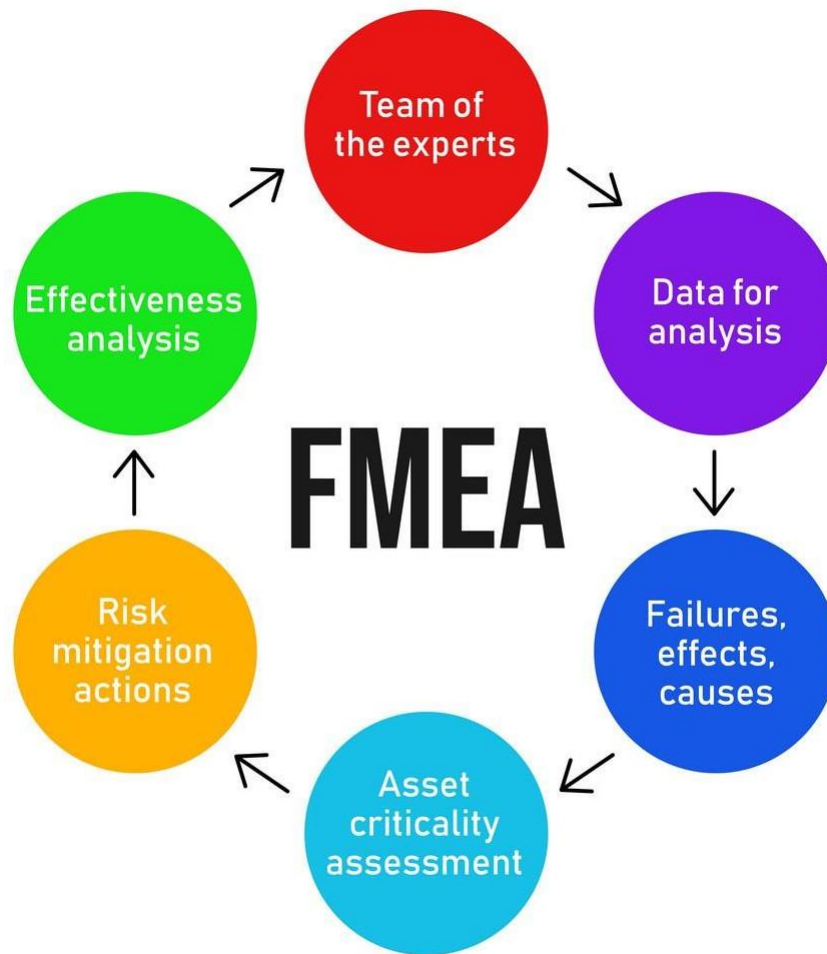 Team of
the experts
Data for
analysis
Failures,
effects,
causes
Asset
criticality
assessment
Risk
mitigation
actions
Effectiveness
analysis
FMEA